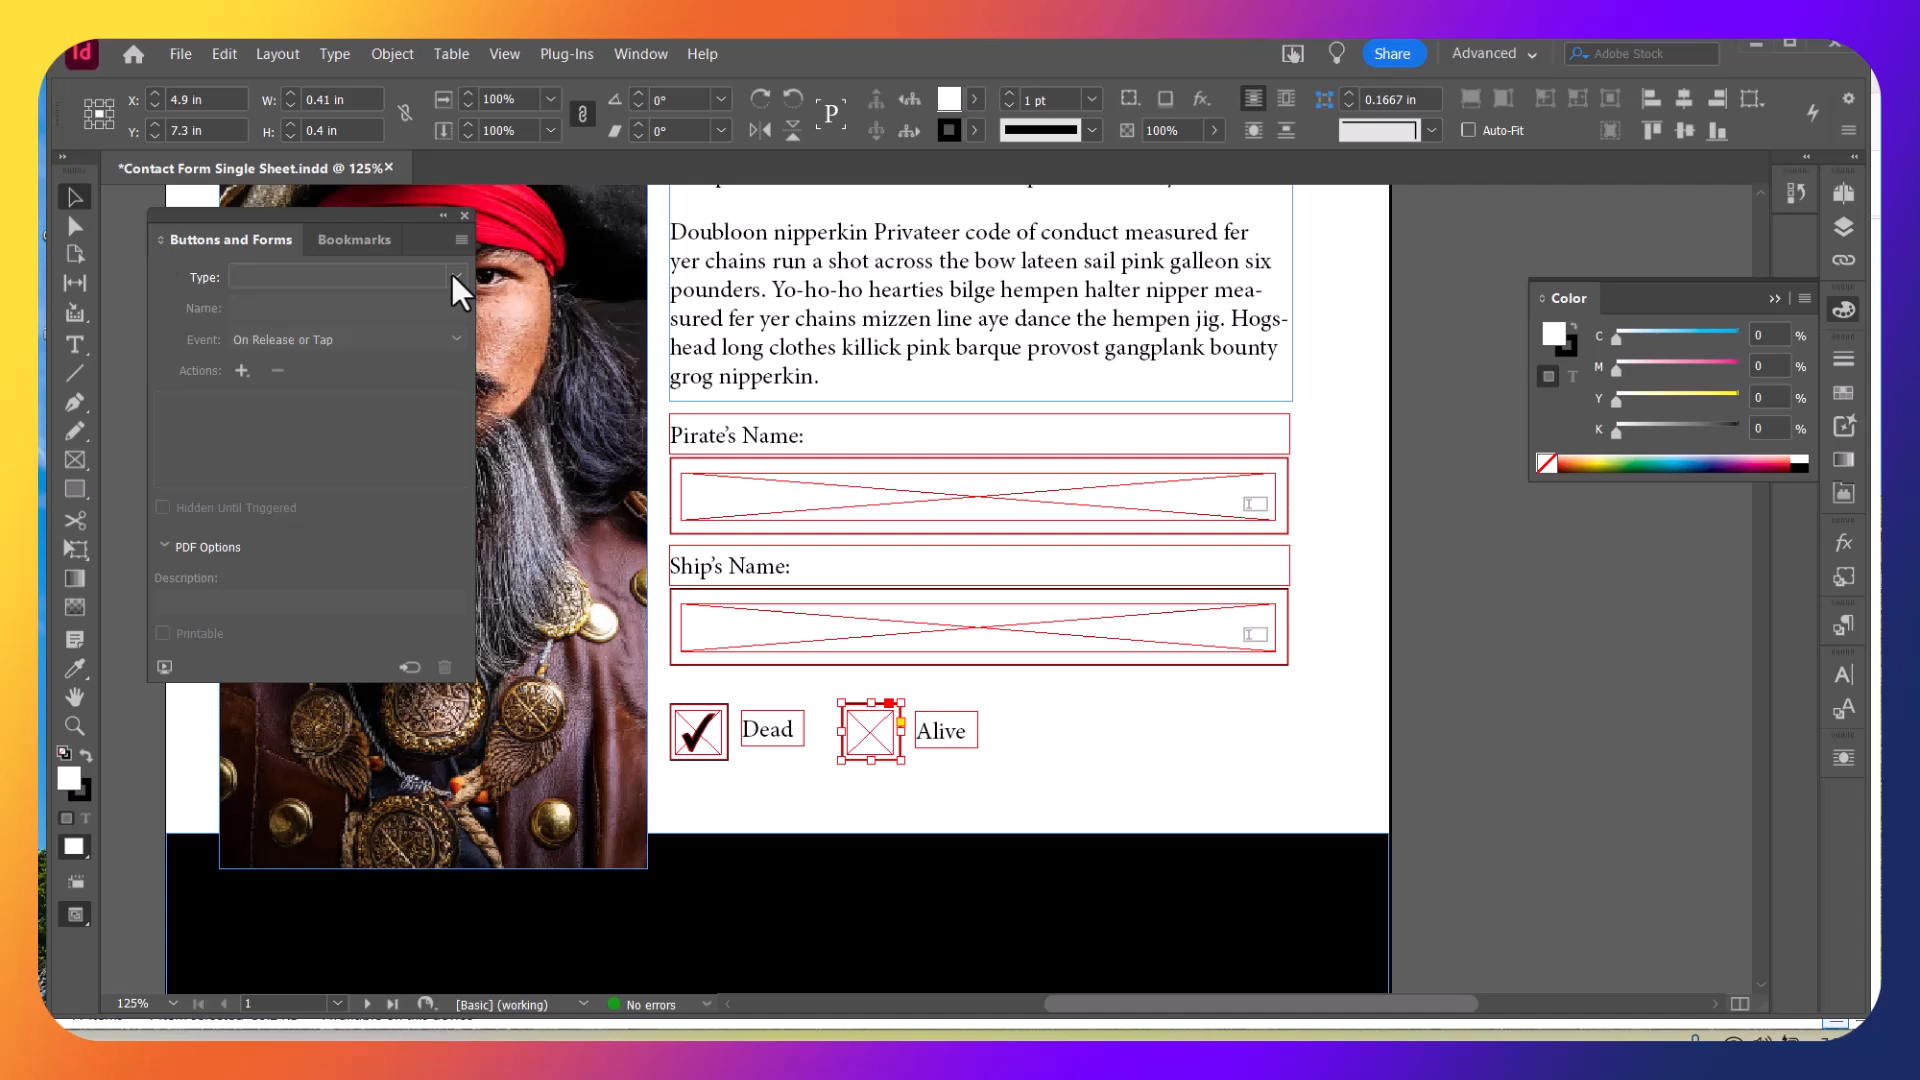 Id File Edit Layout Type Object Table View Plug-Ins Window Help Share Advanced Adobe Stock
X: 4.9 in W: 0.41 in 100% 0° 1 pt fx. 0.1667 in
Y: 7.3 in H: 0.4 in 100% 0° P 100% Auto-Fit
*Contact Form Single Sheet.indd @ 125%
Buttons and Forms Bookmarks
Type:
Name:
Event: On Release or Tap
Actions:
Hidden Until Triggered
PDF Options
Description:
Printable
Doubloon nipperkin Privateer code of conduct measured fer
yer chains run a shot across the bow lateen sail pink galleon six
pounders. Yo-ho-ho hearties bilge hempen halter nipper mea-
sured fer yer chains mizzen line aye dance the hempen jig. Hogs-
head long clothes killick pink barque provost gangplank bounty
grog nipperkin.
Pirate's Name:
Ship's Name:
Dead
Alive
Color
C 0 %
M 0 %
Y 0 %
K 0 %
125% 1 [Basic] (working) No errors